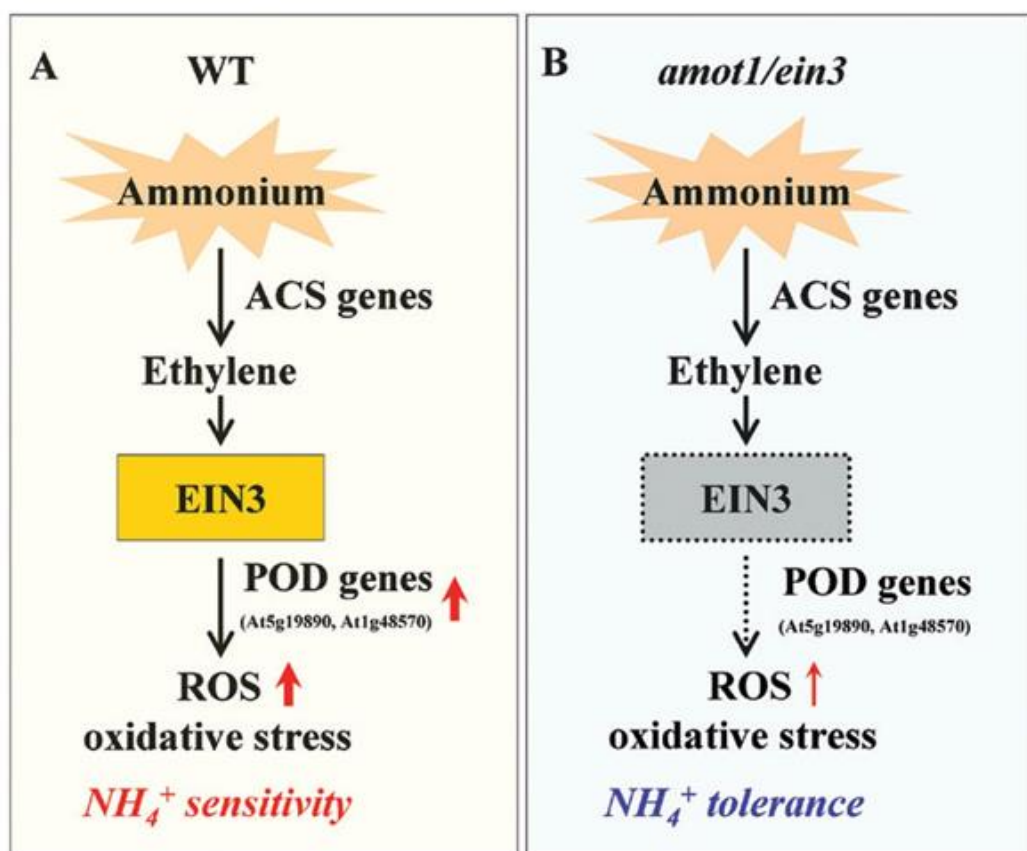 A
WT
Ammonium
ACS genes
Ethylene
EIN3
POD genes
(At5g19890, At1g48570)
ROS
oxidative stress
NH₄⁺ sensitivity
B
amot1/ein3
Ammonium
ACS genes
Ethylene
EIN3
POD genes
(At5g19890, At1g48570)
ROS
oxidative stress
NH₄⁺ tolerance